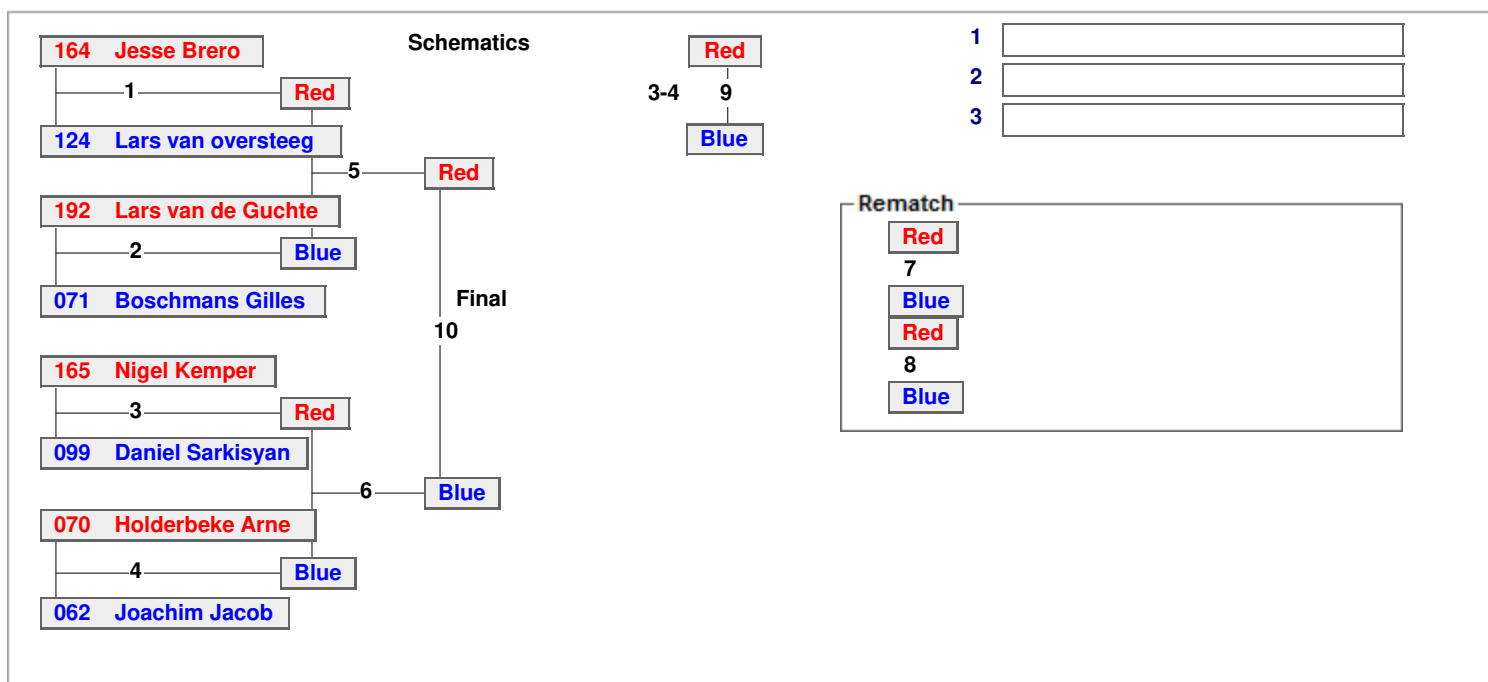 164 Jesse Brero
Schematics
Red
1
1
Red
3-4 9
2
124 Lars van oversteeg
Blue
3
5
Red
192 Lars van de Guchte
Rematch
2
Blue
Red
7
071 Boschmans Gilles
Final
Blue
10
Red
165 Nigel Kemper
8
3
Red
Blue
099 Daniel Sarkisyan
6
Blue
070 Holderbeke Arne
4
Blue
062 Joachim Jacob